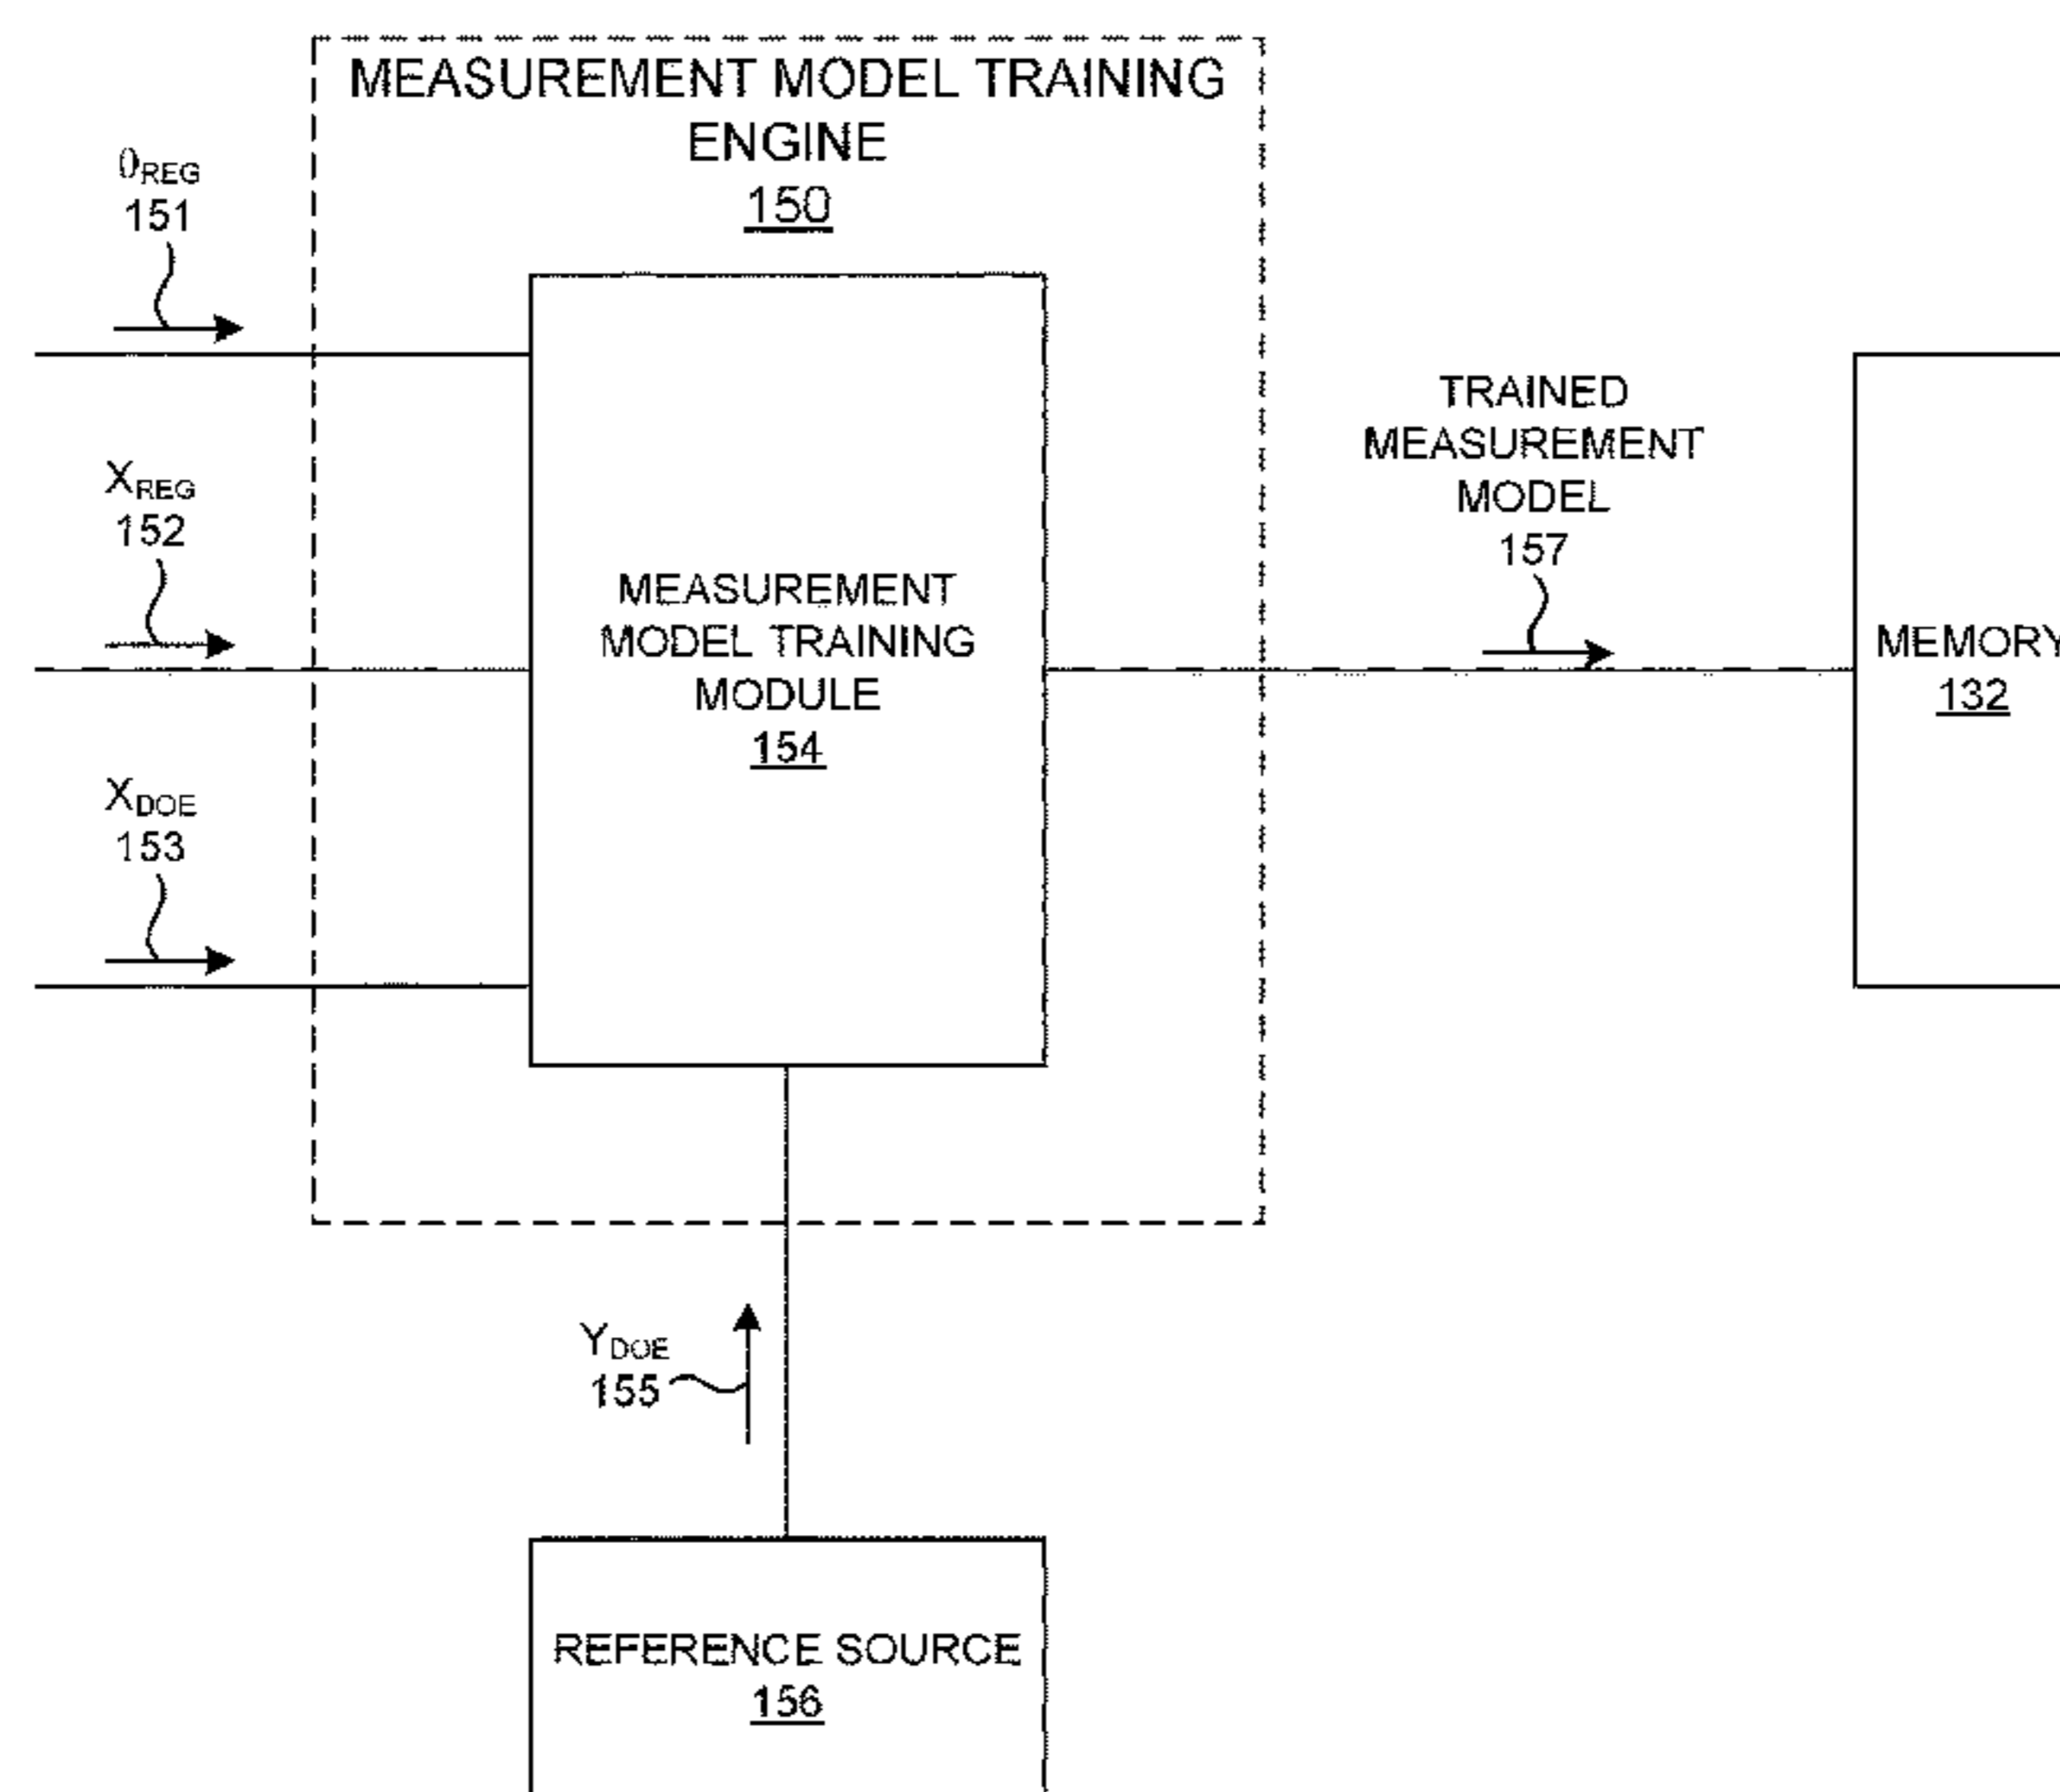 MEASUREMENT MODEL TRAINING
ENGINE
150
θREG
151
XREG
152
XDOE
153
MEASUREMENT
MODEL TRAINING
MODULE
154
TRAINED
MEASUREMENT
MODEL
157
MEMORY
132
YDOE
155
REFERENCE SOURCE
156